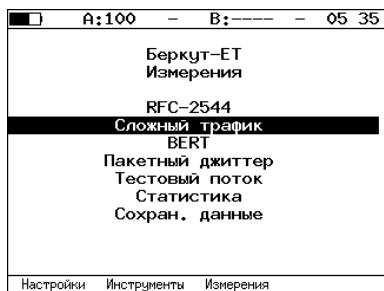 A:100 – B:---- – 05 35
Беркут-ЕТ
Измерения
RFC-2544
Сложный трафик
BERT
Пакетный джиттер
Тестовый поток
Статистика
Сохран. данные
Настройки Инструменты Измерения